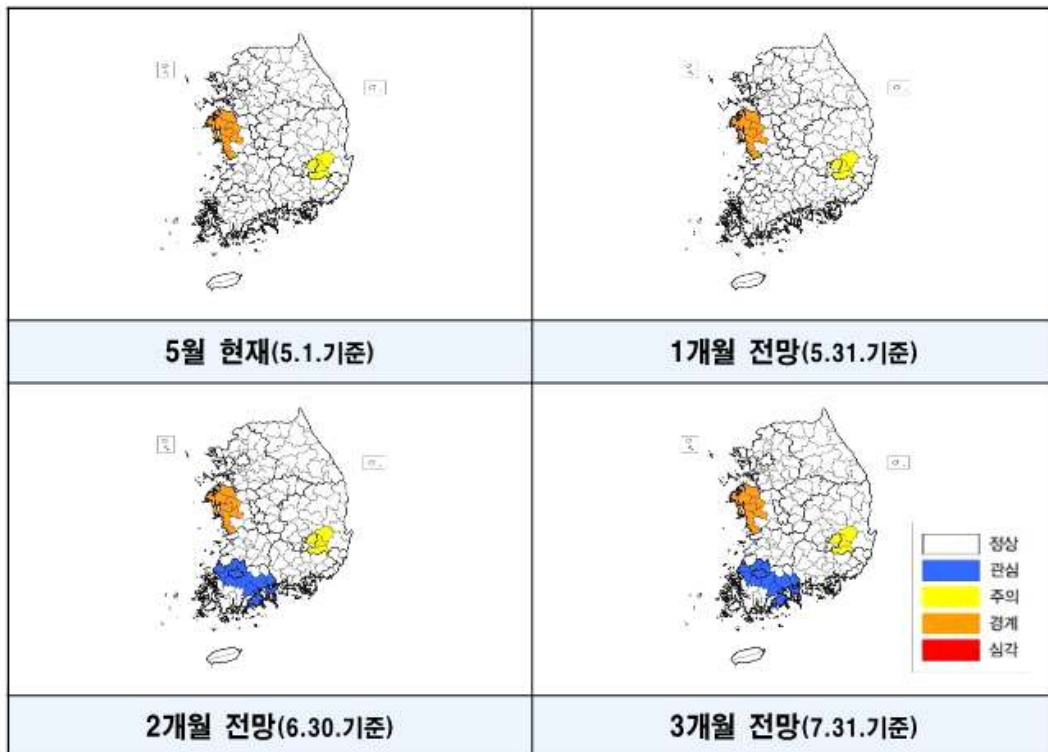 5월 현재(5.1.기준)
1개월 전망(5.31.기준)
정상
관심
주의
경계
심각
2개월 전망(6.30.기준)
3개월 전망(7.31.기준)